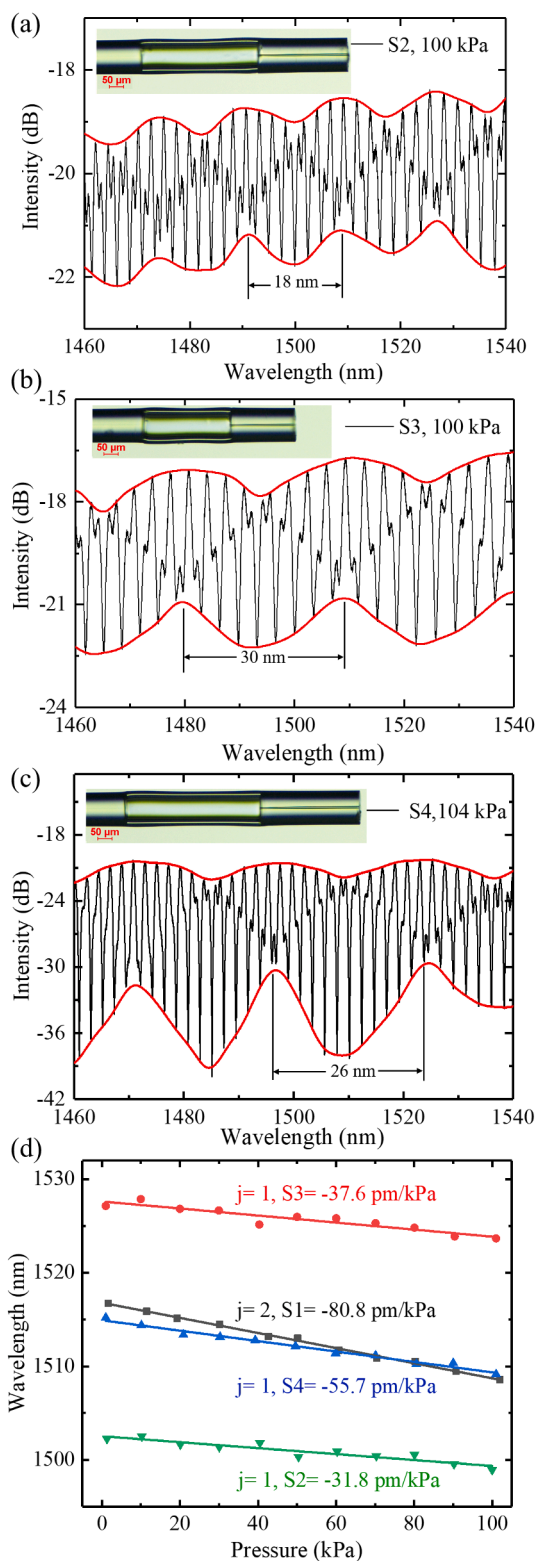 (a)
S2, 100 kPa
50 μm
-18
-20
-22
Intensity (dB)
18 nm
1460 1480 1500 1520 1540
Wavelength (nm)
(b)
-15
S3, 100 kPa
50 μm
-18
-21
-24
Intensity (dB)
30 nm
1460 1480 1500 1520 1540
Wavelength (nm)
(c)
S4,104 kPa
50 μm
-18
-24
-30
-36
-42
Intensity (dB)
26 nm
1460 1480 1500 1520 1540
Wavelength (nm)
(d)
1530
1520
1510
1500
Wavelength (nm)
j= 1, S3= -37.6 pm/kPa
j= 2, S1= -80.8 pm/kPa
j= 1, S4= -55.7 pm/kPa
j= 1, S2= -31.8 pm/kPa
0 20 40 60 80 100
Pressure (kPa)